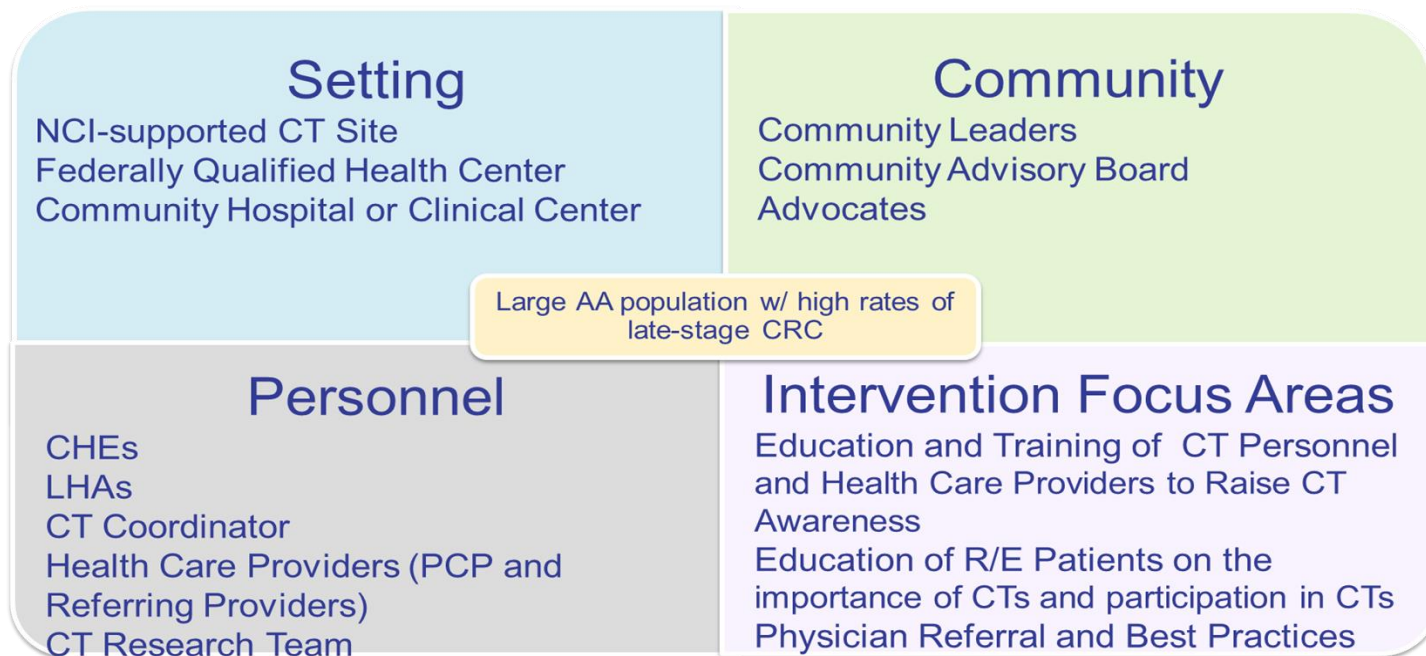 Setting
NCI-supported CT Site
Federally Qualified Health Center
Community Hospital or Clinical Center
Community
Community Leaders
Community Advisory Board
Advocates
Large AA population w/ high rates of
late-stage CRC
Personnel
CHEs
LHAs
CT Coordinator
Health Care Providers (PCP and
Referring Providers)
CT Research Team
Intervention Focus Areas
Education and Training of CT Personnel
and Health Care Providers to Raise CT
Awareness
Education of R/E Patients on the
importance of CTs and participation in CTs
Physician Referral and Best Practices